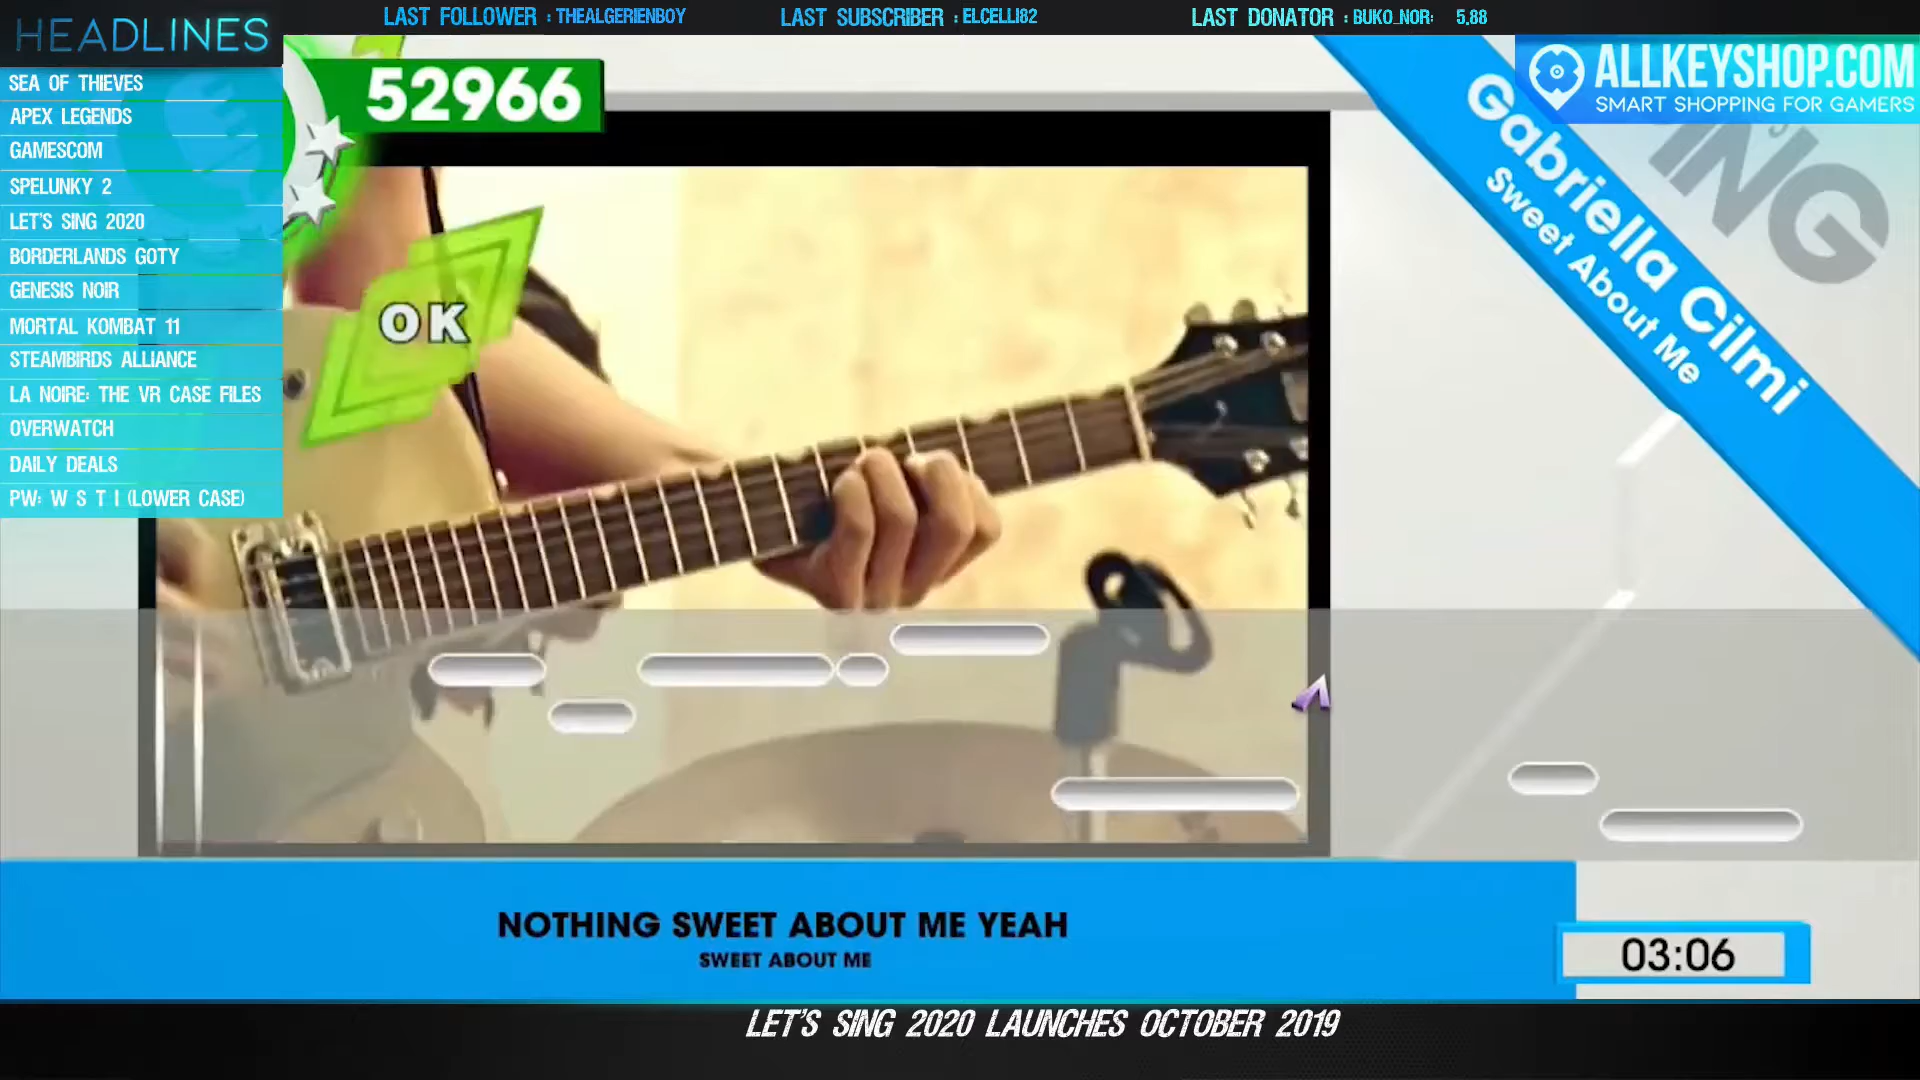 HEADLINES
LAST FOLLOWER : THEALGERIENBOY
LAST SUBSCRIBER : ELCELLI82
LAST DONATOR : BUKO_NOR: 5,88
SEA OF THIEVES
APEX LEGENDS
GAMESCOM
SPELUNKY 2
LET'S SING 2020
BORDERLANDS GOTY
GENESIS NOIR
MORTAL KOMBAT 11
STEAMBIRDS ALLIANCE
LA NOIRE: THE VR CASE FILES
OVERWATCH
DAILY DEALS
PW: W S T I (LOWER CASE)
52966
OK
ALLKEYSHOP.COM
SMART SHOPPING FOR GAMERS
Gabriella Cilmi
Sweet About Me
NOTHING SWEET ABOUT ME YEAH
SWEET ABOUT ME
03:06
LET'S SING 2020 LAUNCHES OCTOBER 2019